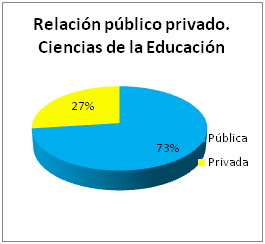 Relación público privado.
Ciencias de la Educación
27%
73%
Pública
Privada